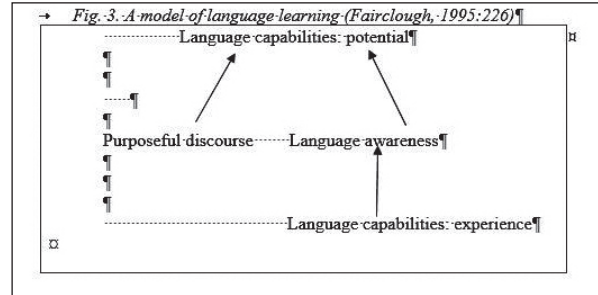 Fig. 3. A model of language learning (Fairclough, 1995:226)¶
Language capabilities: potential¶
¶
¶
¶
¶
Purposeful discourse Language awareness¶
¶
¶
¶
Language capabilities: experience¶